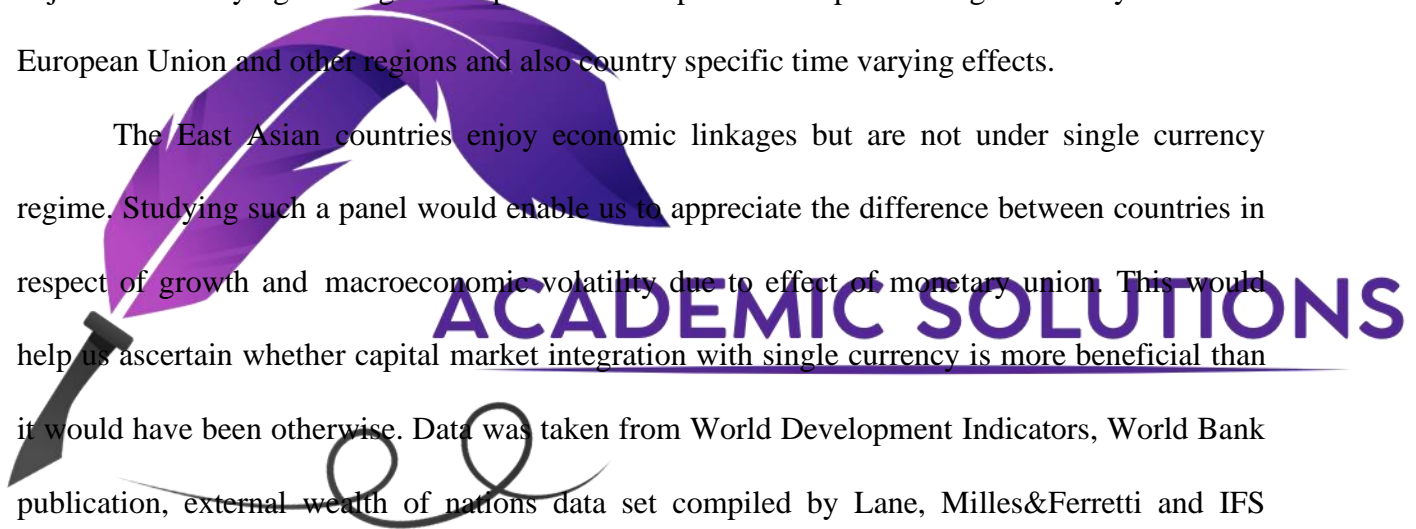 European Union and other regions and also country specific time varying effects.
The East Asian countries enjoy economic linkages but are not under single currency
regime. Studying such a panel would enable us to appreciate the difference between countries in
respect of growth and macroeconomic volatility due to effect of monetary union. This would
ACADEMIC SOLUTIONS
help us ascertain whether capital market integration with single currency is more beneficial than
it would have been otherwise. Data was taken from World Development Indicators, World Bank
publication, external wealth of nations data set compiled by Lane, Milles&Ferretti and IFS